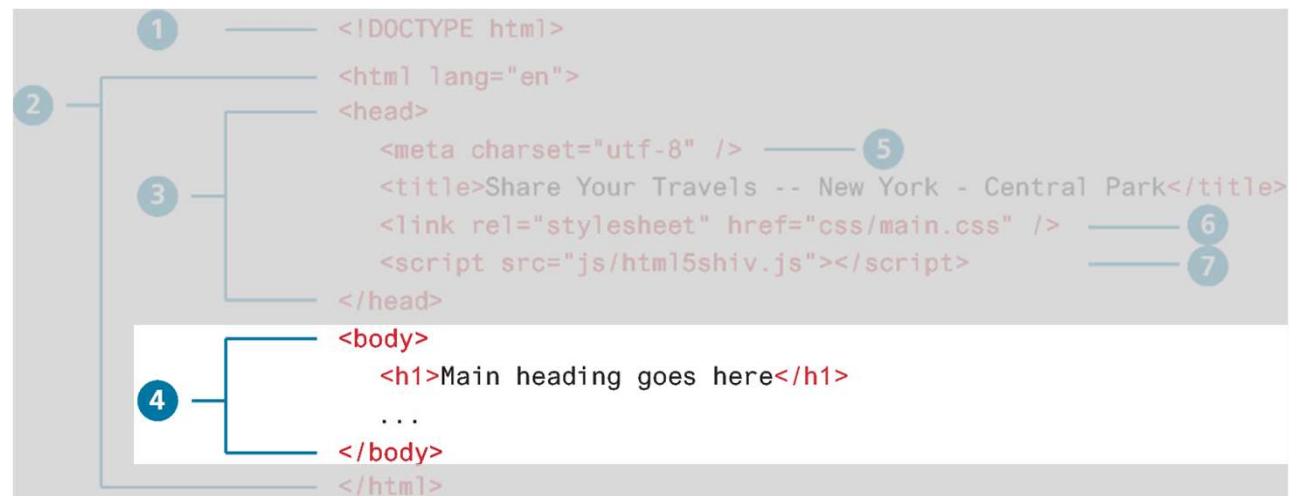 1 <!DOCTYPE html>
<html lang="en">
2
<head>
<meta charset="utf-8" /> 5
3 <title>Share Your Travels -- New York - Central Park</title>
<link rel="stylesheet" href="css/main.css" /> 6
<script src="js/html5shiv.js"></script> 7
</head>
<body>
<h1>Main heading goes here</h1>
4
...
</body>
</html>